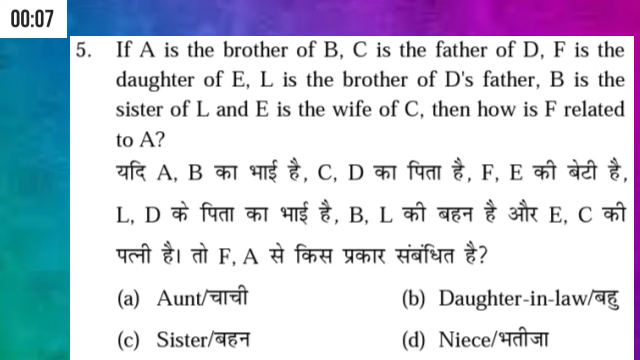 00:07
5. If A is the brother of B, C is the father of D, F is the
daughter of E, L is the brother of D's father, B is the
sister of L and E is the wife of C, then how is F related
to A?
यदि A, B का भाई है, C, D का पिता है, F, E की बेटी है,
L, D के पिता का भाई है, B, L की बहन है और E, C की
पत्नी है। तो F, A से किस प्रकार संबंधित है?
(a) Aunt/चाची (b) Daughter-in-law/बहु
(c) Sister/बहन (d) Niece/भतीजा